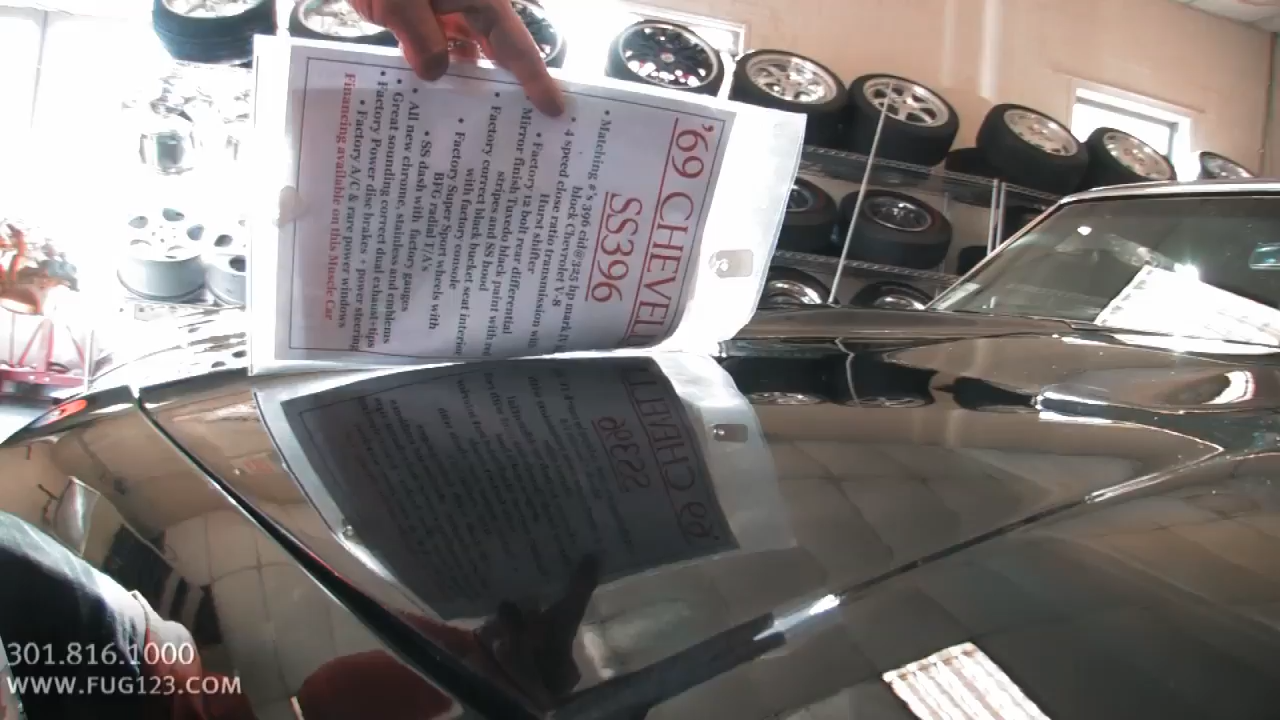 '69 CHEVELL
SS396
• Matching #'s 396 cid@325 hp mark IV
block Chevrolet V-8
• 4 speed close ratio transmission with
Hurst shifter
• Factory 12 bolt rear differential
Mirror finish Tuxedo black paint with
stripes and SS hood
• Factory correct black bucket seat interior
with factory console
• Factory Super Sport wheels with
BFG radial T/A's
• SS dash with factory gauges
• All new chrome, stainless and emblems
• Great sounding correct dual exhaust+tips
• Factory Power disc brakes + power steering
• Factory A/C & rare power windows
Financing available on this Muscle Car
301.816.1000
WWW.FUG123.COM